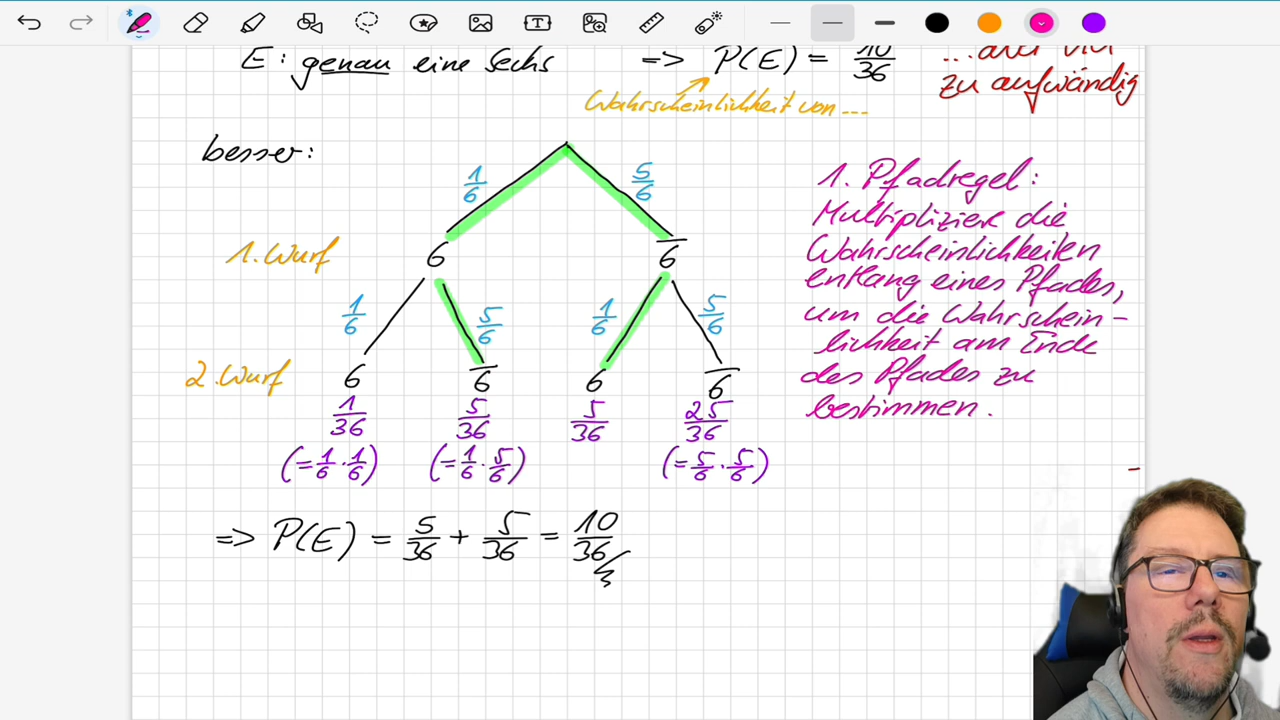 E: genau eine Sechs => P(E) = 10/36
...aber viel
zu aufwändig
Wahrscheinlichkeit von ...
besser:
1/6 5/6
1. Wurf 6 6̅
1/6 5/6 1/6 5/6
2. Wurf 6 6̅ 6 6̅
1/36 5/36 5/36 25/36
(=1/6·1/6) (=1/6·5/6) (=5/6·5/6)
=> P(E) = 5/36 + 5/36 = 10/36
1. Pfadregel:
Multipliziere die
Wahrscheinlichkeiten
entlang eines Pfades,
um die Wahrschein-
lichkeit am Ende
des Pfades zu
bestimmen.